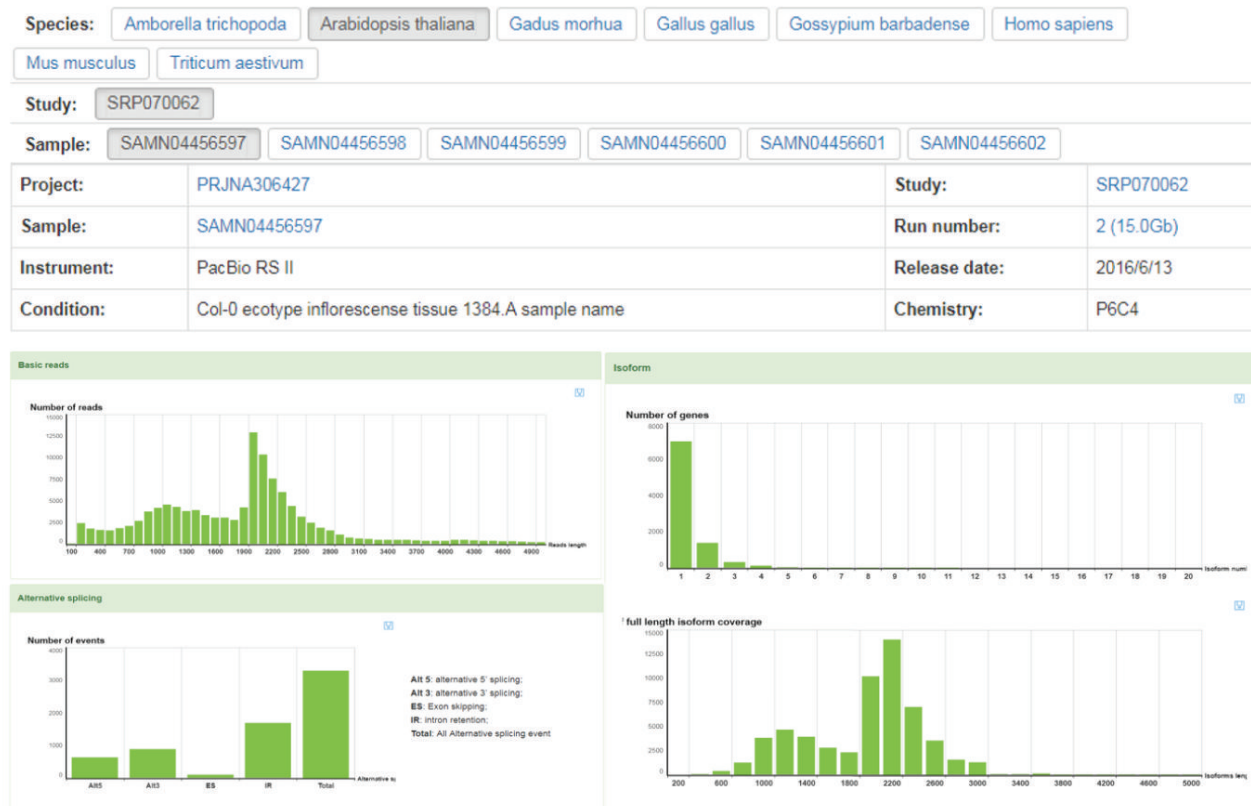 Species: Amborella trichopoda Arabidopsis thaliana Gadus morhua Gallus gallus Gossypium barbadense Homo sapiens
Mus musculus Triticum aestivum
Study: SRP070062
Sample: SAMN04456597 SAMN04456598 SAMN04456599 SAMN04456600 SAMN04456601 SAMN04456602
Project: PRJNA306427 Study: SRP070062
Sample: SAMN04456597 Run number: 2 (15.0Gb)
Instrument: PacBio RS II Release date: 2016/6/13
Condition: Col-0 ecotype inflorescense tissue 1384.A sample name Chemistry: P6C4
Basic reads
Number of reads
15000
12500
10000
7500
5000
2500
0
100 400 700 1000 1300 1600 1900 2200 2500 2800 3100 3400 3700 4000 4300 4600 4900 Reads length
Alternative splicing
Number of events
4000
3000
2000
1000
0
Alt5 Alt3 ES IR Total Alternative sp
Alt 5: alternative 5' splicing;
Alt 3: alternative 3' splicing;
ES: Exon skipping;
IR: intron retention;
Total: All Alternative splicing event
Isoform
Number of genes
8000
6000
4000
2000
0
1 2 3 4 5 6 7 8 9 10 11 12 13 14 15 16 17 18 19 20 Isoform num
full length isoform coverage
15000
12500
10000
7500
5000
2500
0
200 600 1000 1400 1800 2200 2600 3000 3400 3800 4200 4600 5000 Isoforms leng